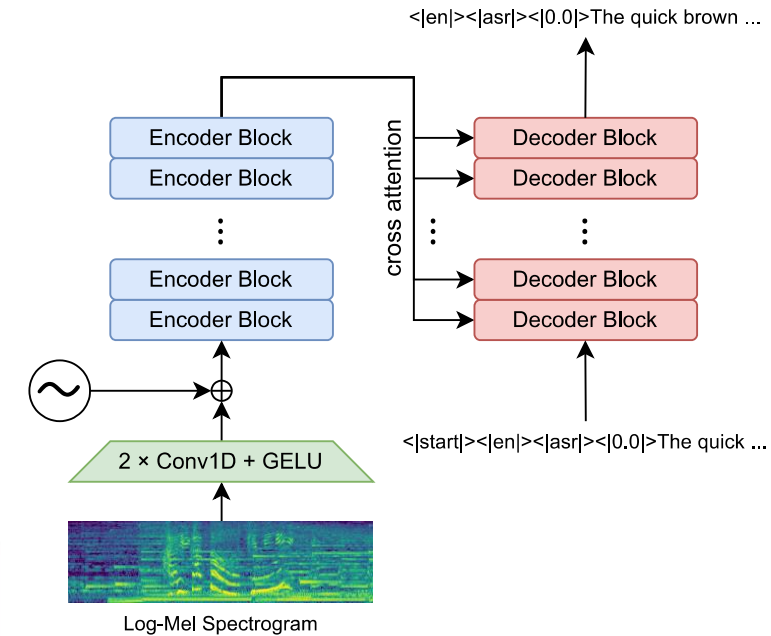 <|en|><|asr|><|0.0|>The quick brown ...
Encoder Block
Encoder Block
⋮
Encoder Block
Encoder Block
cross attention
⋮
Decoder Block
Decoder Block
⋮
Decoder Block
Decoder Block
<|start|><|en|><|asr|><|0.0|>The quick ...
2 × Conv1D + GELU
Log-Mel Spectrogram